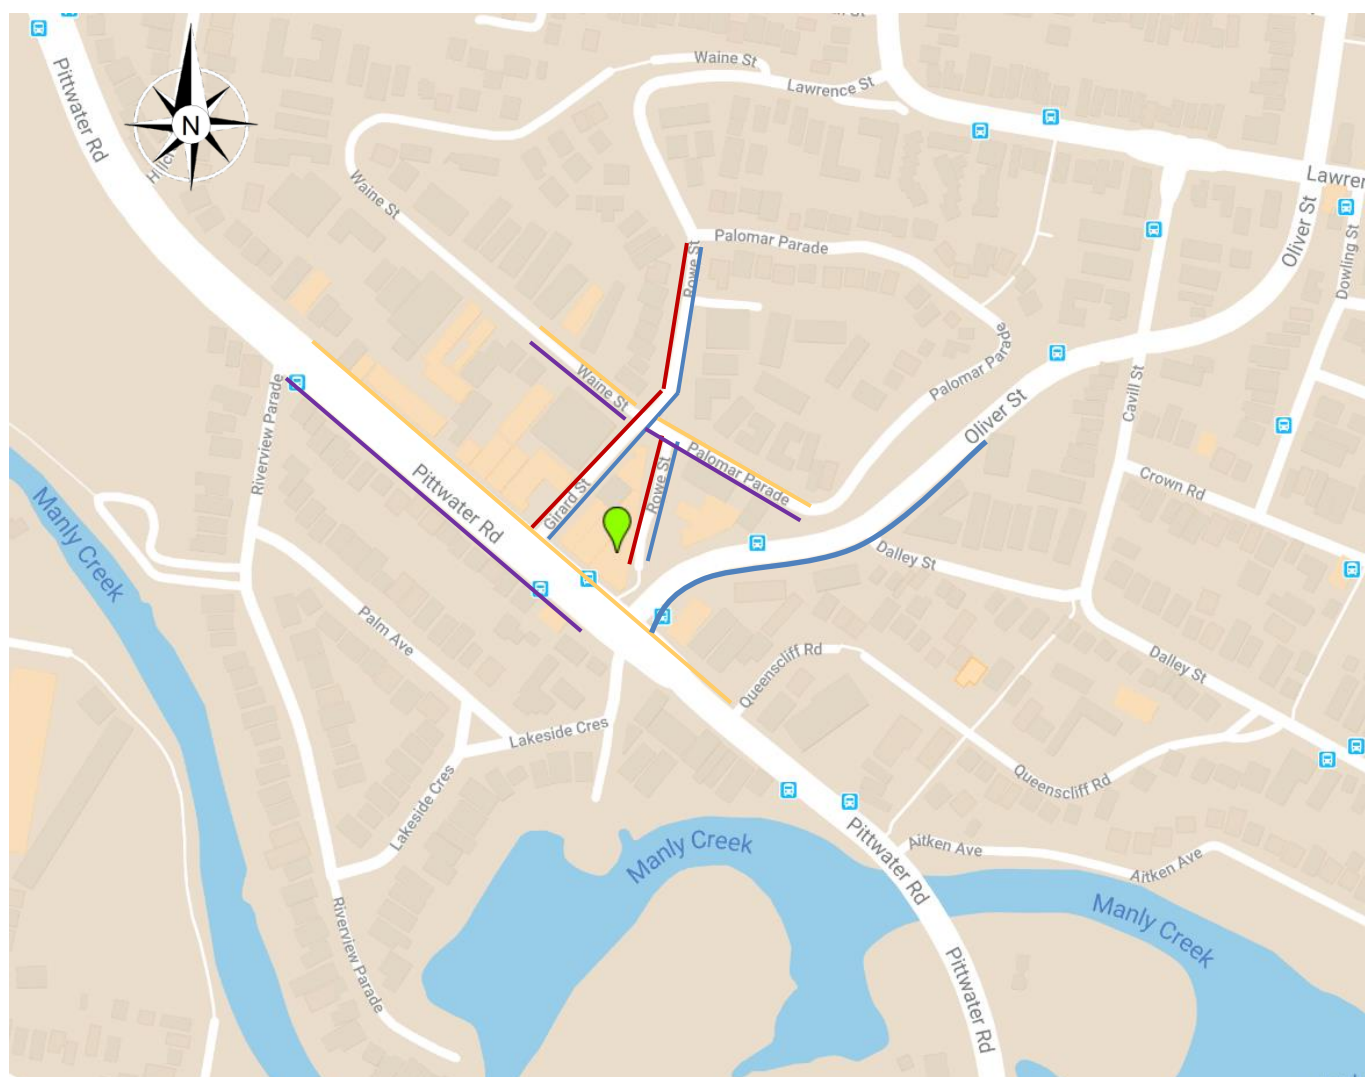 Waine St
Lawrence St
Pittwater Rd
N
Lawrer
Waine St
Oliver St
Dowling St
Palomar Parade
Rowe St
Palomar Parade
Waine St
Riverview Parade
Cavill St
Oliver St
Palomar Parade
Rowe St
Crown Rd
Girard St
Pittwater Rd
Manly Creek
Dalley St
Palm Ave
Queenscliff Rd
Dalley St
Lakeside Cres
Queenscliff Rd
Lakeside Cres
Manly Creek
Pittwater Rd
Aitken Ave
Aitken Ave
Riverview Parade
Manly Creek
Pittwater Rd